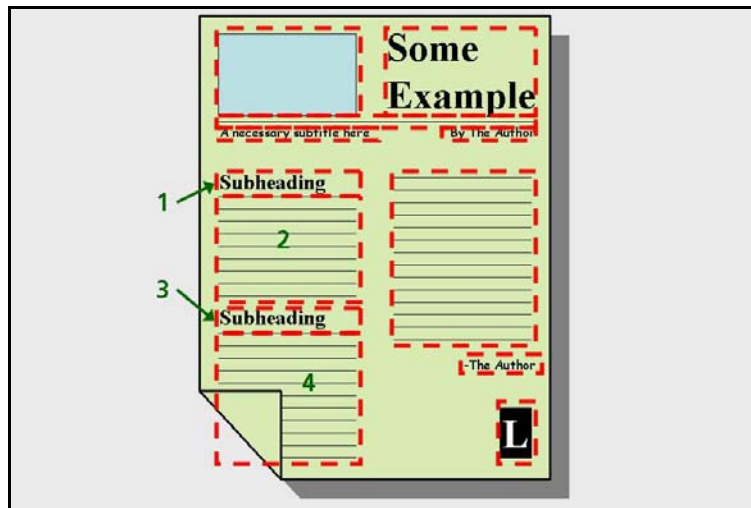 Some
Example
A necessary subtitle here
By The Author
1
Subheading
2
3
Subheading
4
-The Author
L